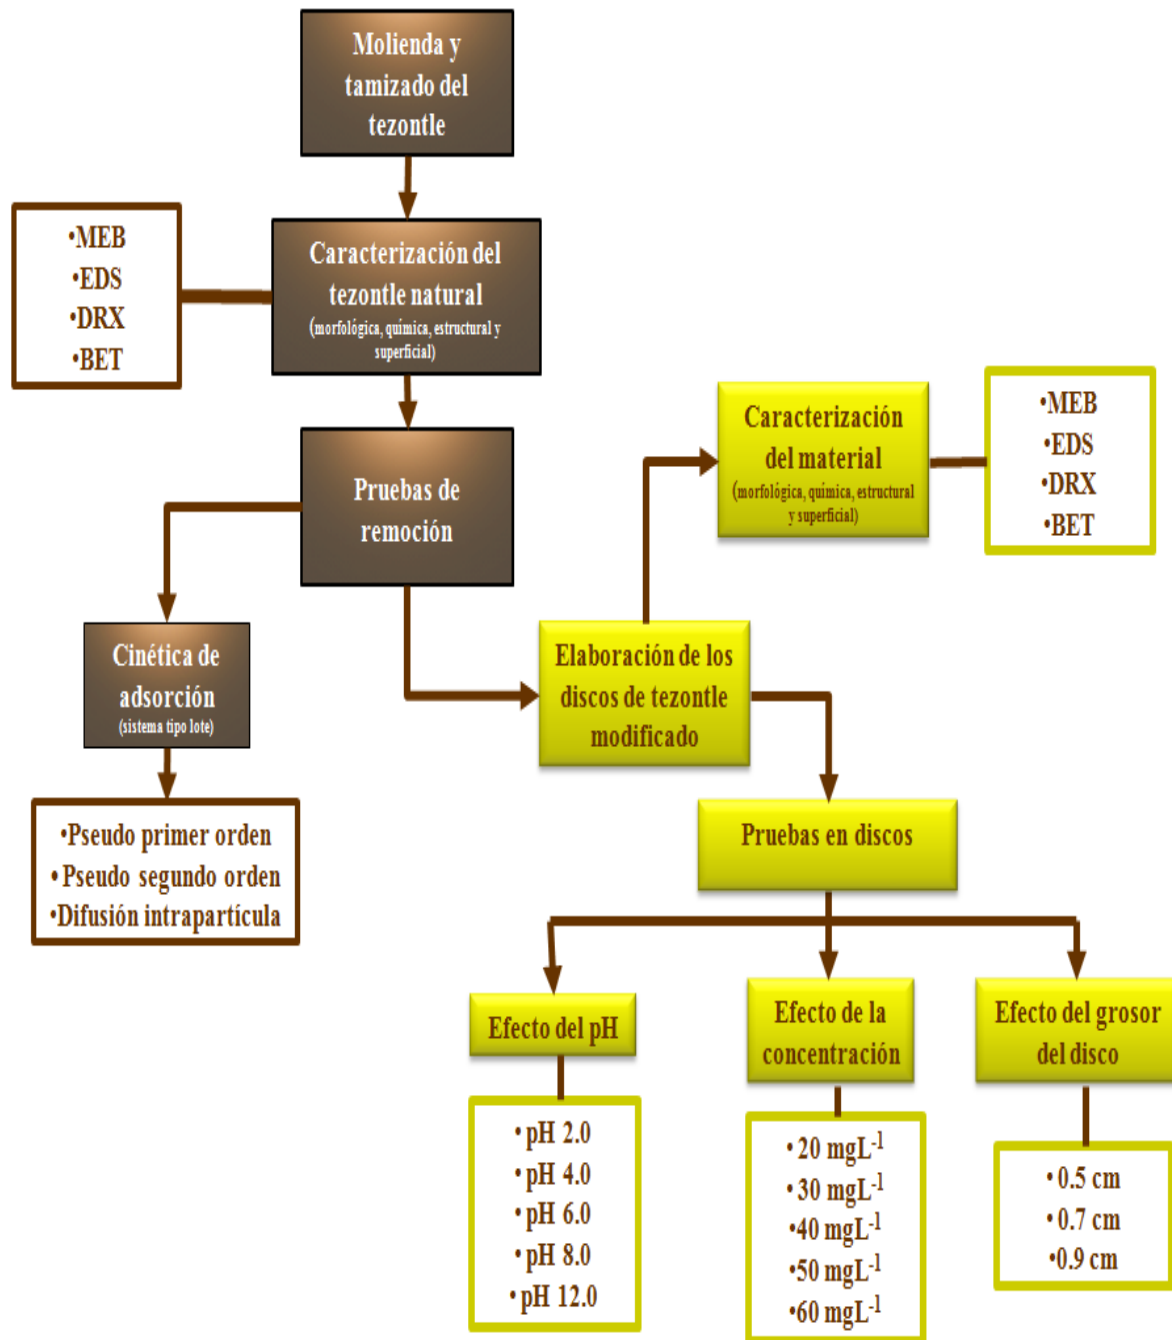 Molienda y
tamizado del
tezontle
•MEB
•EDS
•DRX
•BET
Caracterización del
tezontle natural
(morfológica, química, estructural y
superficial)
Pruebas de
remoción
Caracterización
del material
(morfológica, química, estructural
y superficial)
•MEB
•EDS
•DRX
•BET
Cinética de
adsorción
(sistema tipo lote)
Elaboración de los
discos de tezontle
modificado
•Pseudo primer orden
• Pseudo segundo orden
•Difusión intrapartícula
Pruebas en discos
Efecto del pH
Efecto de la
concentración
Efecto del grosor
del disco
• pH 2.0
• pH 4.0
• pH 6.0
• pH 8.0
• pH 12.0
• 20 mgL⁻¹
• 30 mgL⁻¹
•40 mgL⁻¹
•50 mgL⁻¹
•60 mgL⁻¹
• 0.5 cm
• 0.7 cm
•0.9 cm